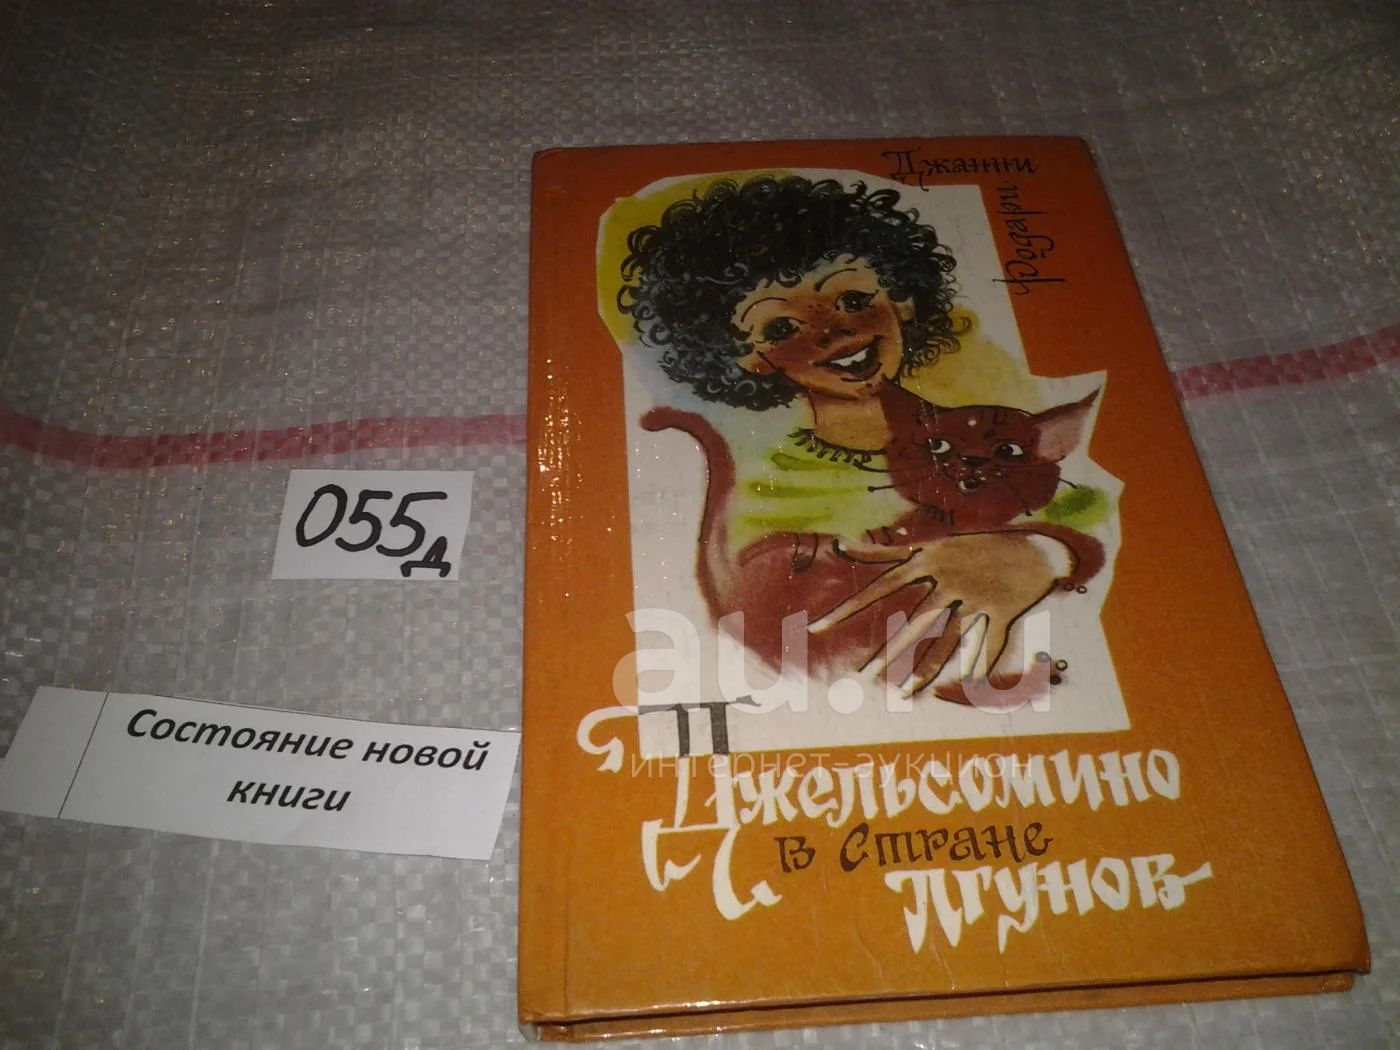 Джанни
Родари
055д
Состояние новой
книги
au.ru
интернет-аукцион
Джельсомино
в Стране
Лгунов